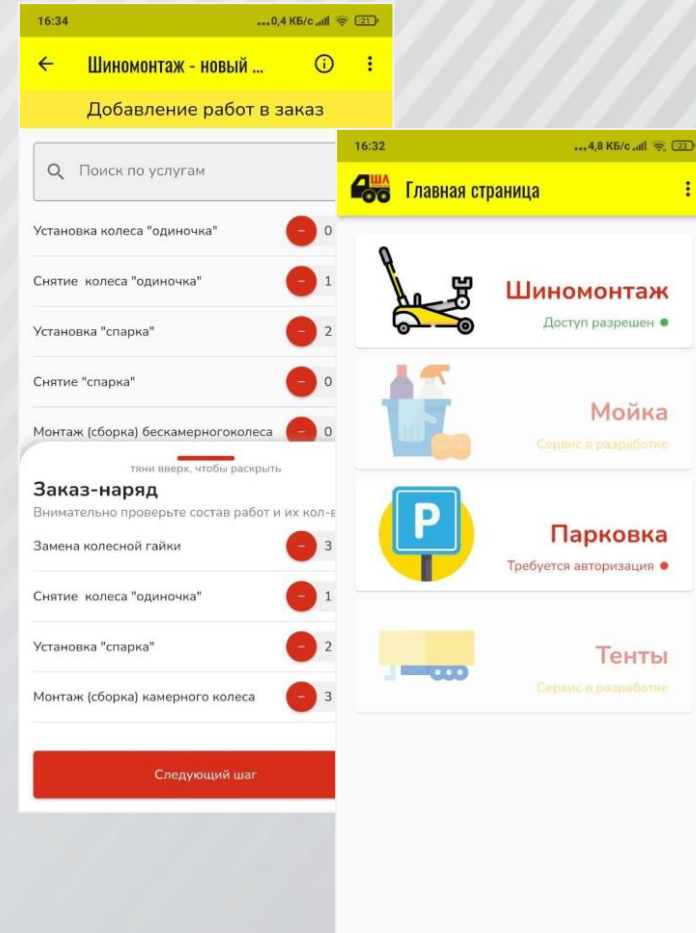 16:34
...0,4 КБ/с 21
Шиномонтаж - новый ...
Добавление работ в заказ
Поиск по услугам
Установка колеса "одиночка" - 0
Снятие колеса "одиночка" - 1
Установка "спарка" - 2
Снятие "спарка" - 0
Монтаж (сборка) бескамерногоколеса - 0
тяни вверх, чтобы раскрыть
Заказ-наряд
Внимательно проверьте состав работ и их кол-в
Замена колесной гайки - 3
Снятие колеса "одиночка" - 1
Установка "спарка" - 2
Монтаж (сборка) камерного колеса - 3
Следующий шаг
16:32
...4,8 КБ/с 23
ШЛ
Главная страница
Шиномонтаж
Доступ разрешен
Мойка
Сервис в разработке
P
Парковка
Требуется авторизация
Тенты
Сервис в разработке